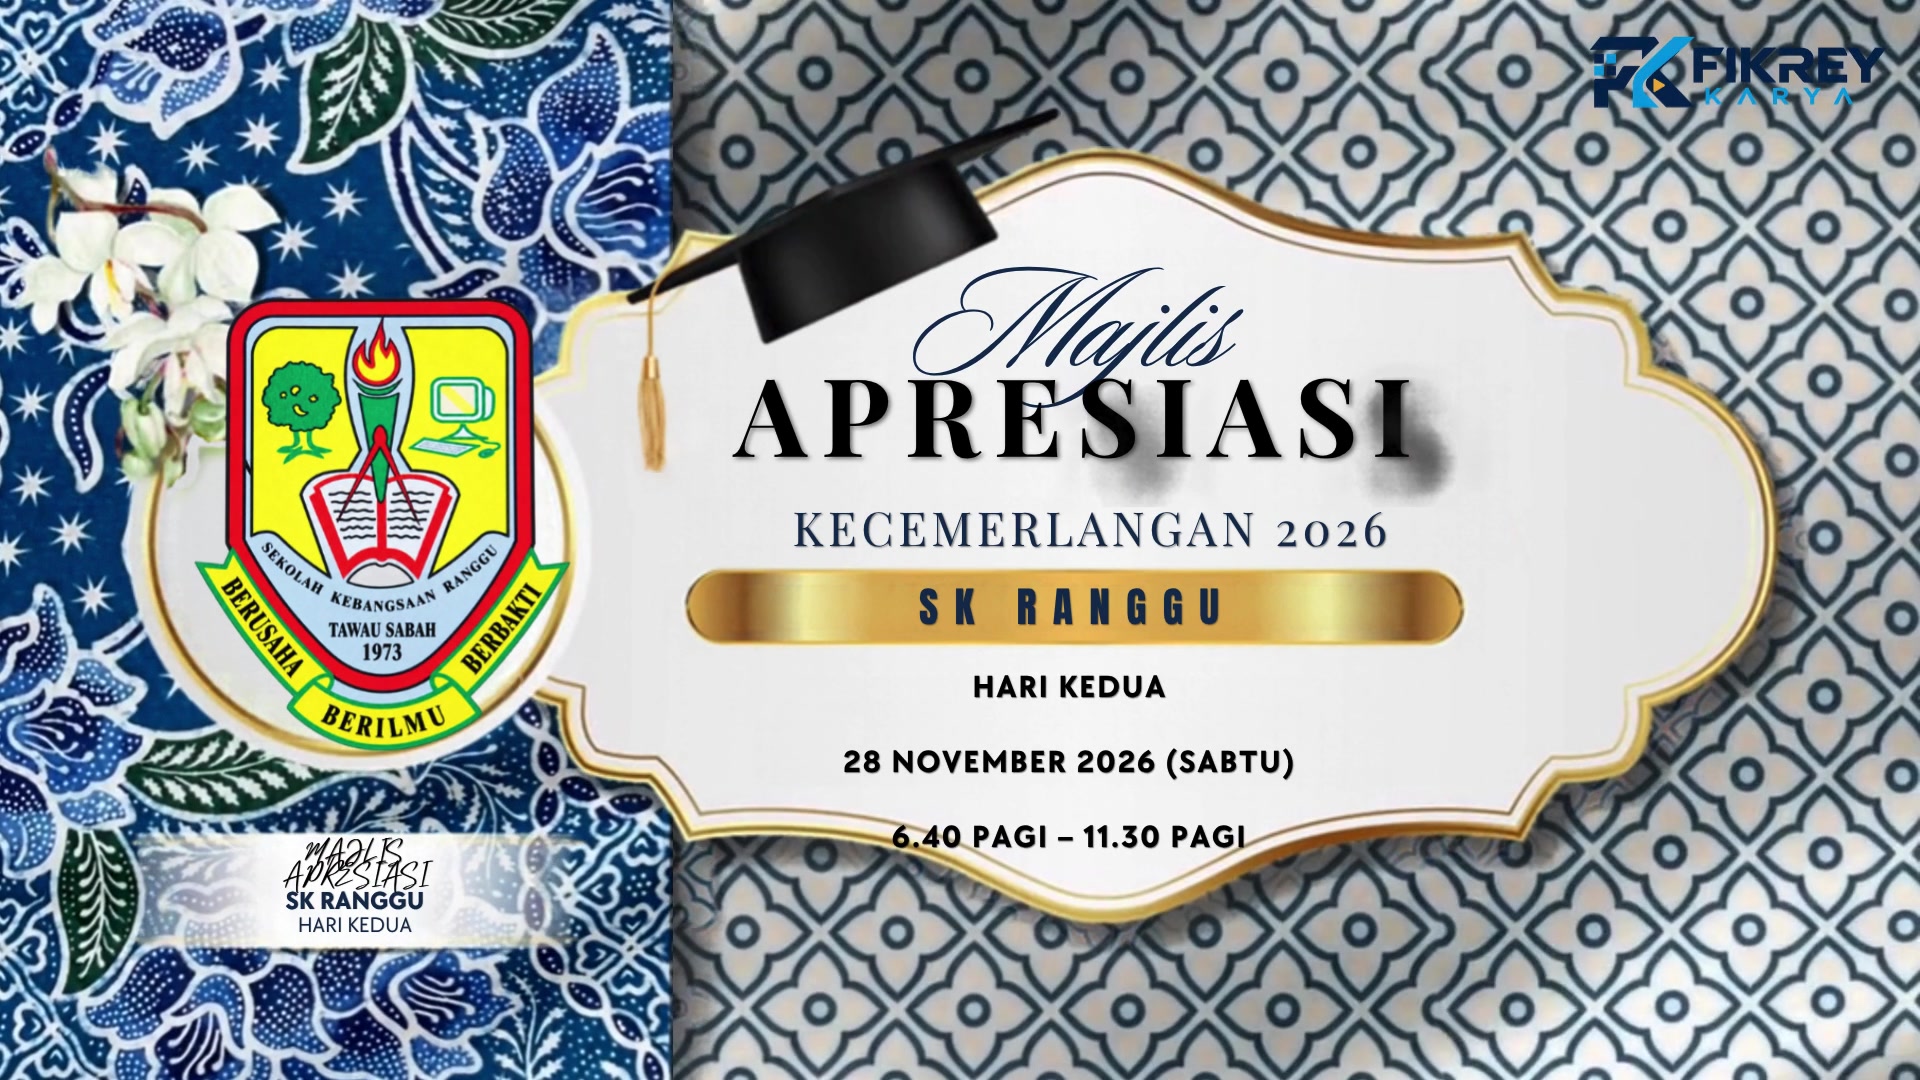 FIKREY
KARYA
Majlis
APRESIASI
KECEMERLANGAN 2026
SK RANGGU
HARI KEDUA
28 NOVEMBER 2026 (SABTU)
6.40 PAGI – 11.30 PAGI
SEKOLAH KEBANGSAAN RANGGU
TAWAU SABAH
1973
BERUSAHA
BERILMU
BERBAKTI
MAJLIS
APRESIASI
SK RANGGU
HARI KEDUA